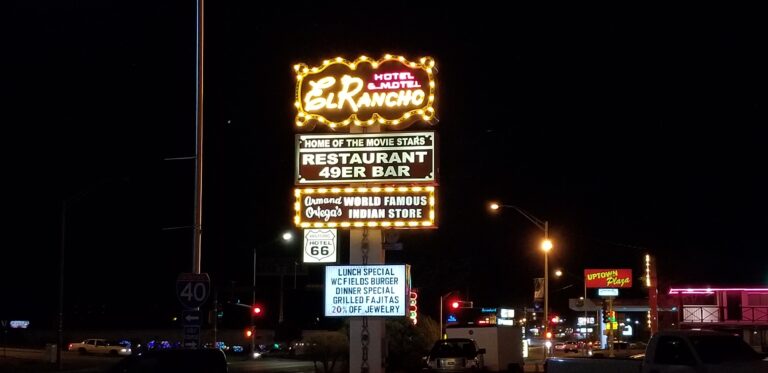 HOTEL
& MOTEL
El Rancho
HOME OF THE MOVIE STARS
RESTAURANT
49ER BAR
Armand
Ortega's
WORLD FAMOUS
INDIAN STORE
HISTORIC
HOTEL
66
LUNCH SPECIAL
WC FIELDS BURGER
DINNER SPECIAL
GRILLED FAJITAS
20% OFF JEWELRY
40
UPTOWN
Plaza